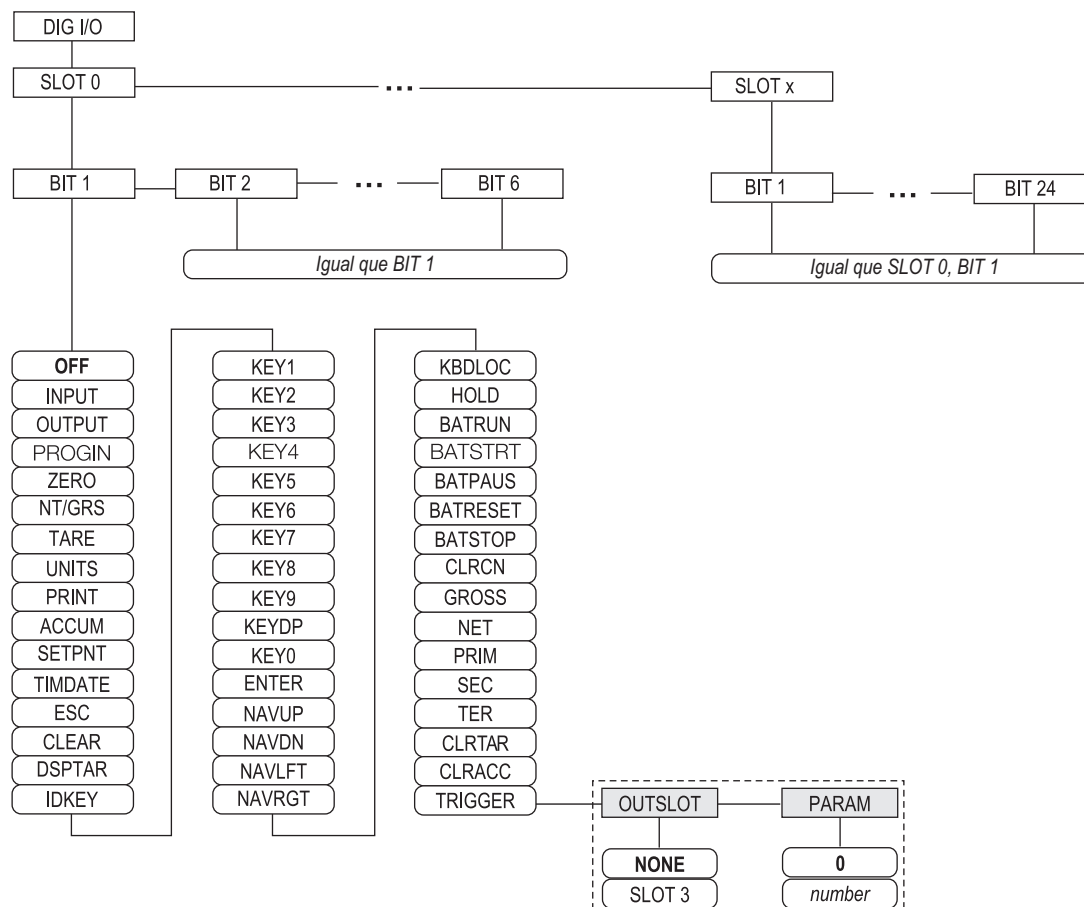 DIG I/O
SLOT 0
...
SLOT x
BIT 1
BIT 2
...
BIT 6
BIT 1
...
BIT 24
Igual que BIT 1
Igual que SLOT 0, BIT 1
OFF
INPUT
OUTPUT
PROGIN
ZERO
NT/GRS
TARE
UNITS
PRINT
ACCUM
SETPNT
TIMDATE
ESC
CLEAR
DSPTAR
IDKEY
KEY1
KEY2
KEY3
KEY4
KEY5
KEY6
KEY7
KEY8
KEY9
KEYDP
KEY0
ENTER
NAVUP
NAVDN
NAVLFT
NAVRGT
KBDLOC
HOLD
BATRUN
BATSTRT
BATPAUS
BATRESET
BATSTOP
CLRCN
GROSS
NET
PRIM
SEC
TER
CLRTAR
CLRACC
TRIGGER
OUTSLOT
PARAM
NONE
0
SLOT 3
number